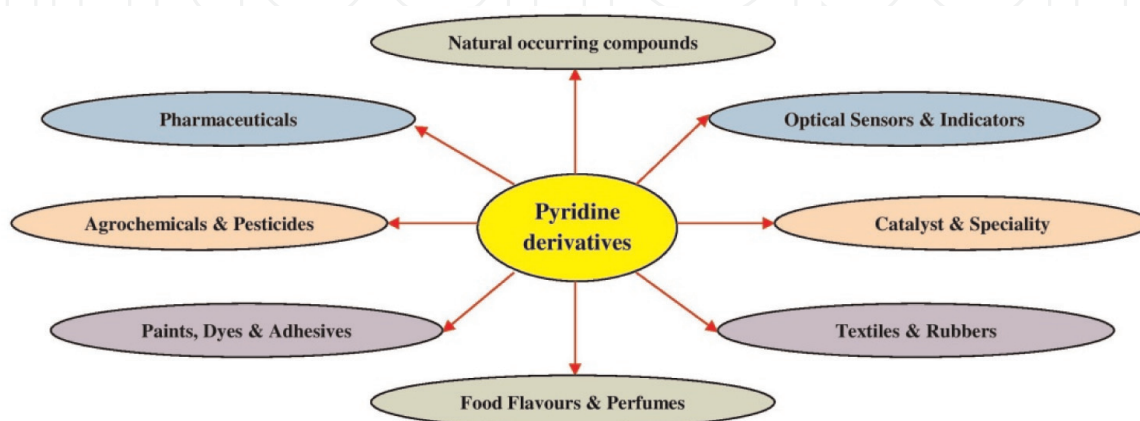 Natural occurring compounds
Pharmaceuticals
Optical Sensors & Indicators
Pyridine
derivatives
Agrochemicals & Pesticides
Catalyst & Speciality
Paints, Dyes & Adhesives
Textiles & Rubbers
Food Flavours & Perfumes